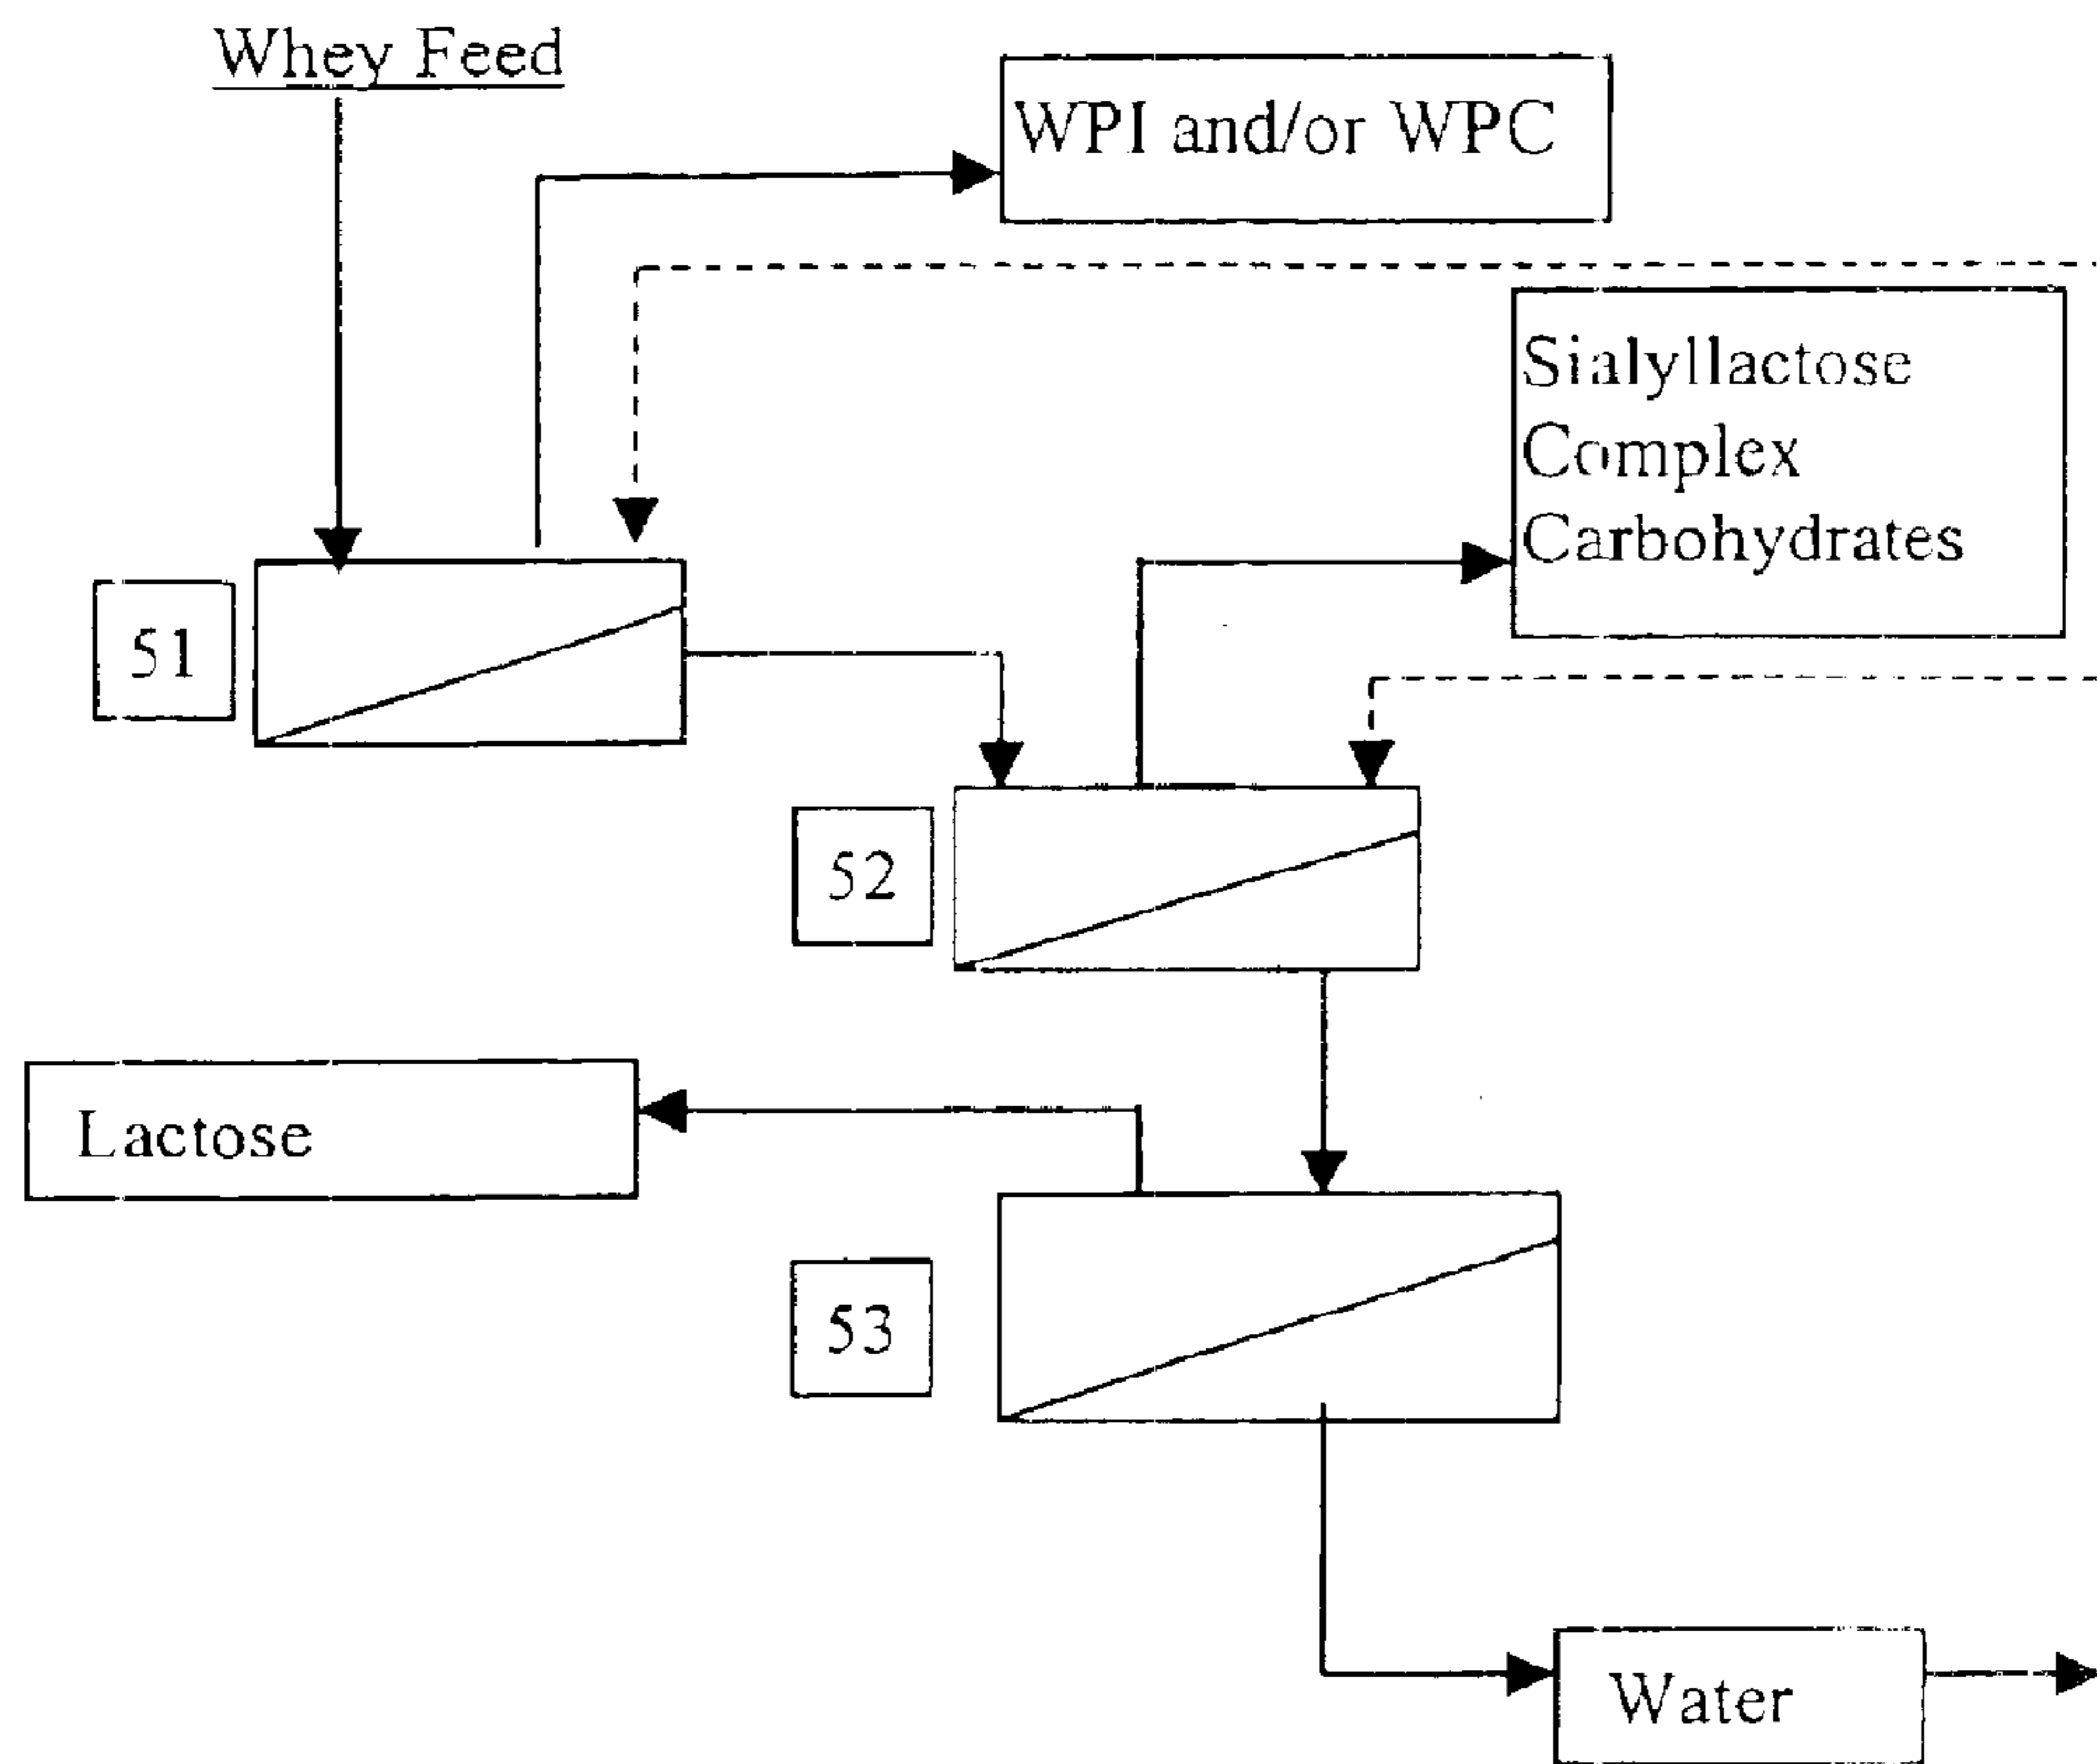 Whey Feed
WPI and/or WPC
Sialyllactose
Complex
Carbohydrates
51
52
Lactose
53
Water